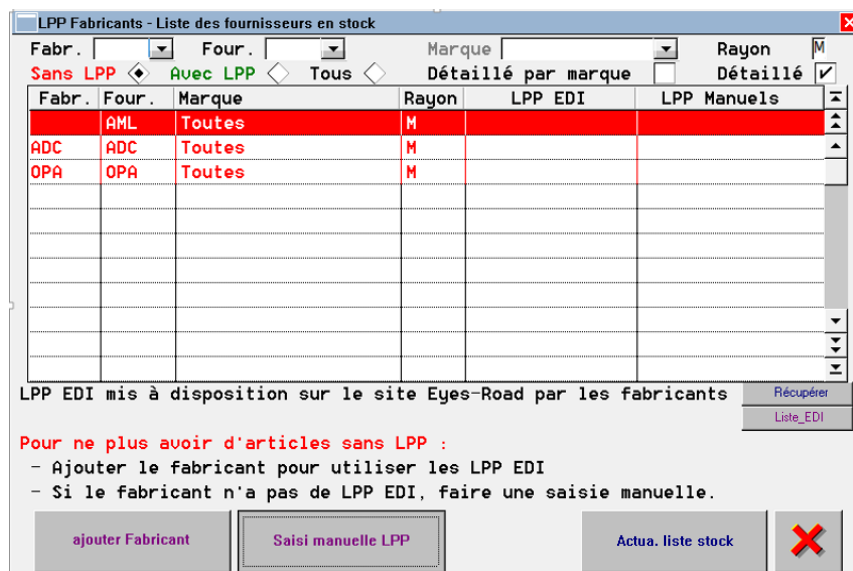 LPP Fabricants - Liste des fournisseurs en stock
Fabr. Four. Marque Rayon M
Sans LPP Avec LPP Tous Détaillé par marque Détaillé
Fabr. Four. Marque Rayon LPP EDI LPP Manuels
AML Toutes M
ADC ADC Toutes M
OPA OPA Toutes M
LPP EDI mis à disposition sur le site Eyes-Road par les fabricants Récupérer
Liste_EDI
Pour ne plus avoir d'articles sans LPP :
- Ajouter le fabricant pour utiliser les LPP EDI
- Si le fabricant n'a pas de LPP EDI, faire une saisie manuelle.
ajouter Fabricant Saisi manuelle LPP Actua. liste stock